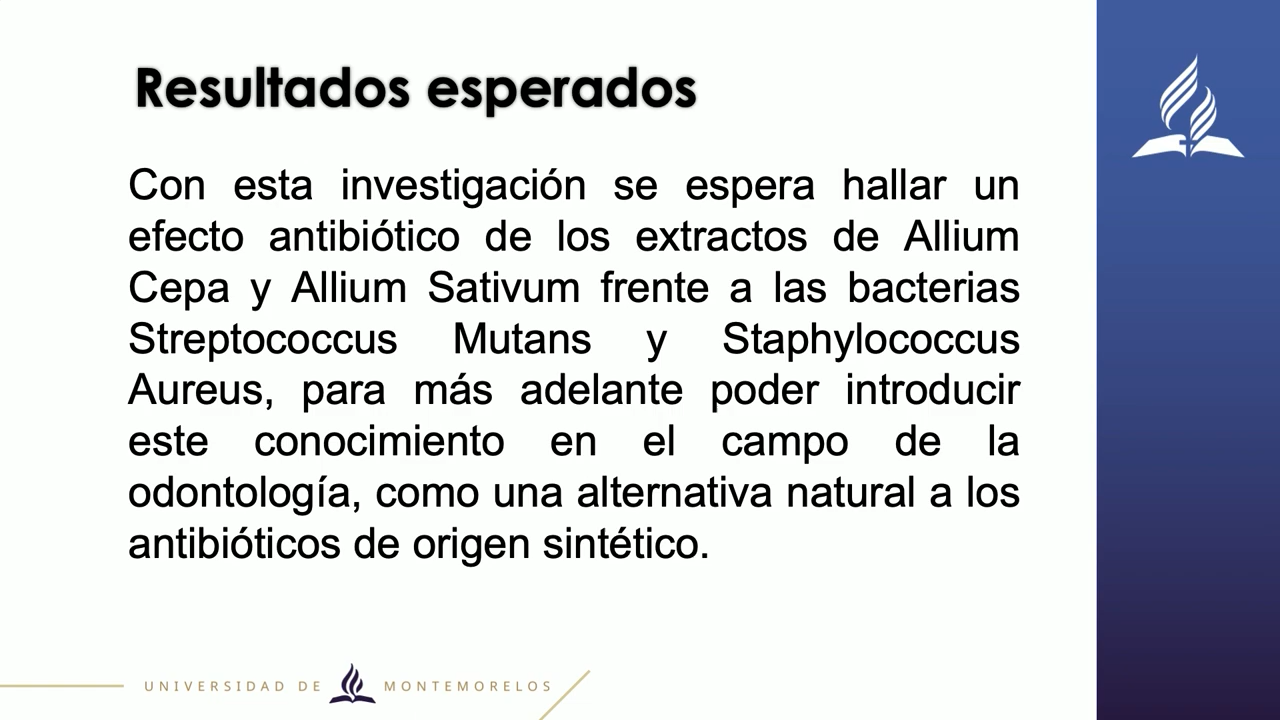 Resultados esperados
Con esta investigación se espera hallar un
efecto antibiótico de los extractos de Allium
Cepa y Allium Sativum frente a las bacterias
Streptococcus Mutans y Staphylococcus
Aureus, para más adelante poder introducir
este conocimiento en el campo de la
odontología, como una alternativa natural a los
antibióticos de origen sintético.
UNIVERSIDAD DE MONTEMORELOS